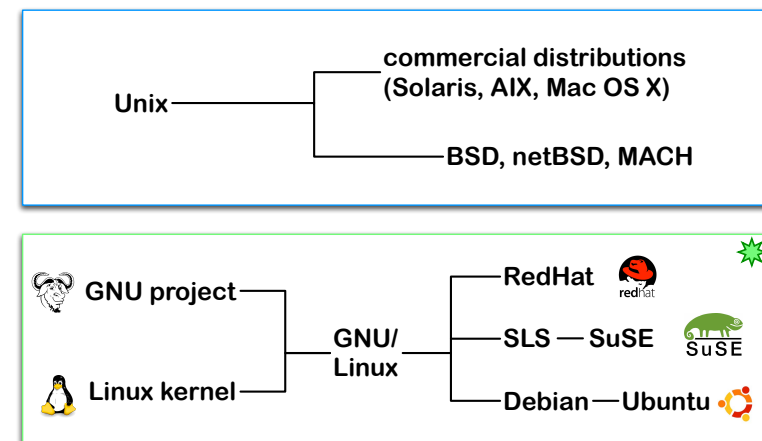 commercial distributions
(Solaris, AIX, Mac OS X)
Unix
BSD, netBSD, MACH
GNU project
RedHat
redhat
GNU/
Linux
SLS
SuSE
SuSE
Linux kernel
Debian
Ubuntu